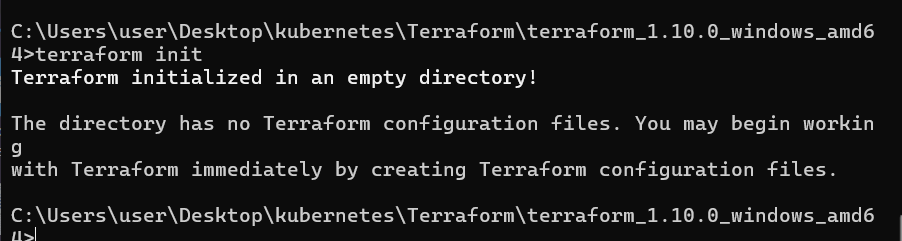 C:\Users\user\Desktop\kubernetes\Terraform\terraform_1.10.0_windows_amd6
4>terraform init
Terraform initialized in an empty directory!
The directory has no Terraform configuration files. You may begin workin
g
with Terraform immediately by creating Terraform configuration files.
C:\Users\user\Desktop\kubernetes\Terraform\terraform_1.10.0_windows_amd6
4>